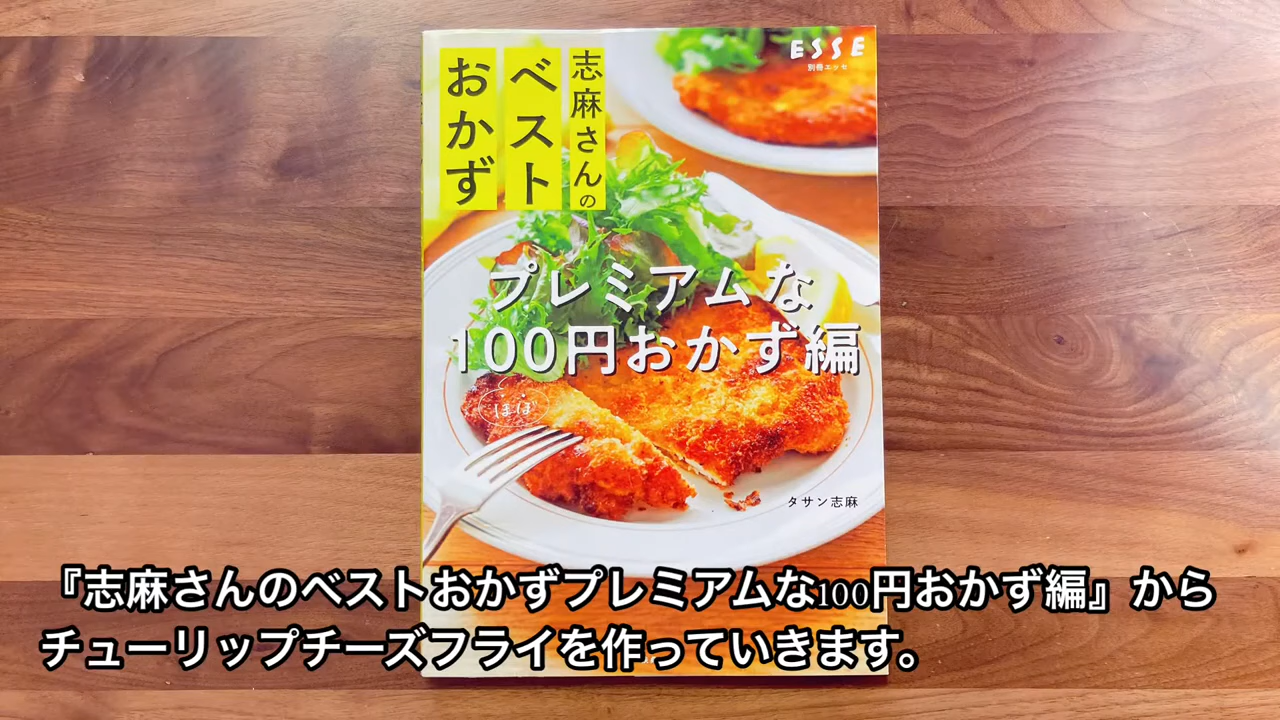 志麻さんの
ベスト
おかず
ESSE
別冊エッセ
プレミアムな
100円おかず編
ほぼ
タサン志麻
『志麻さんのベストおかずプレミアムな100円おかず編』から
チューリップチーズフライを作っていきます。